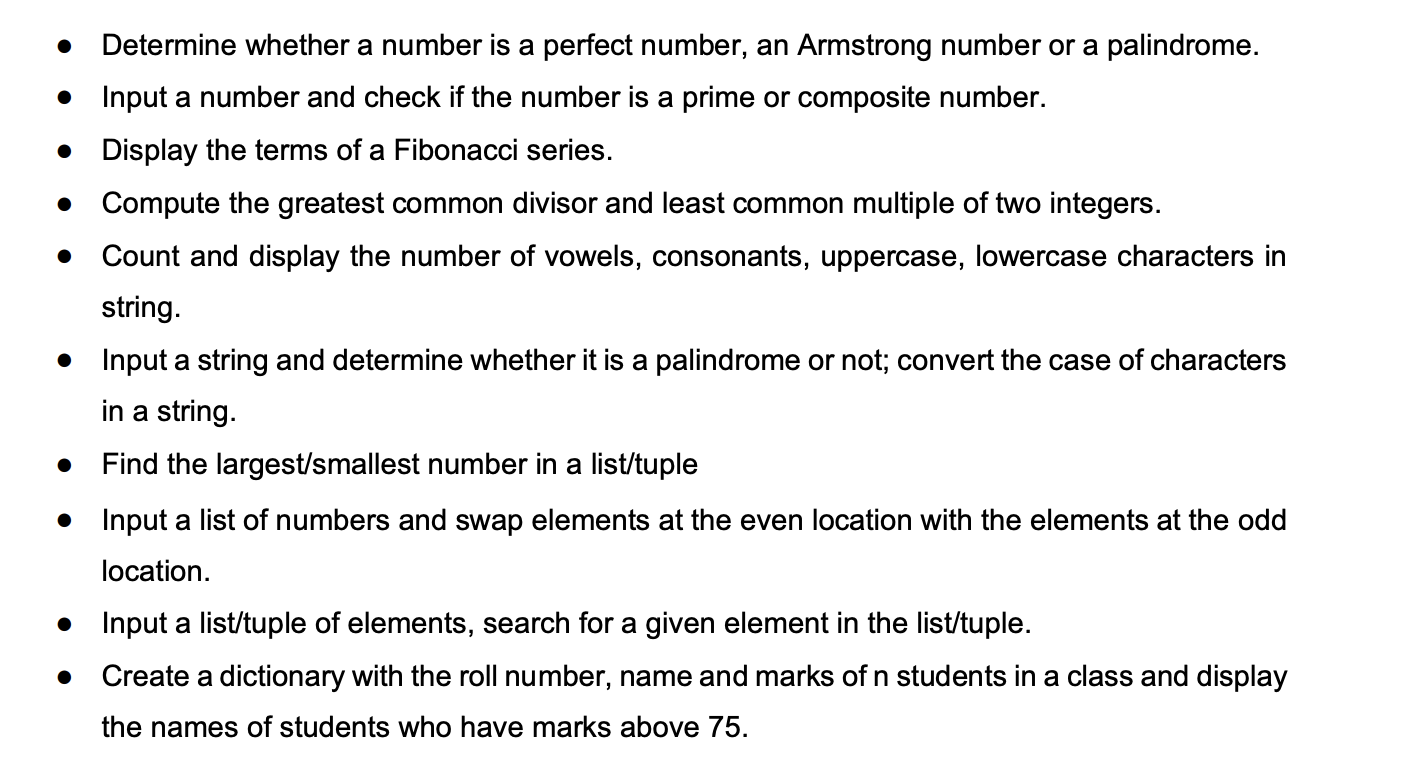 ● Determine whether a number is a perfect number, an Armstrong number or a palindrome.
● Input a number and check if the number is a prime or composite number.
● Display the terms of a Fibonacci series.
● Compute the greatest common divisor and least common multiple of two integers.
● Count and display the number of vowels, consonants, uppercase, lowercase characters in
string.
● Input a string and determine whether it is a palindrome or not; convert the case of characters
in a string.
● Find the largest/smallest number in a list/tuple
● Input a list of numbers and swap elements at the even location with the elements at the odd
location.
● Input a list/tuple of elements, search for a given element in the list/tuple.
● Create a dictionary with the roll number, name and marks of n students in a class and display
the names of students who have marks above 75.